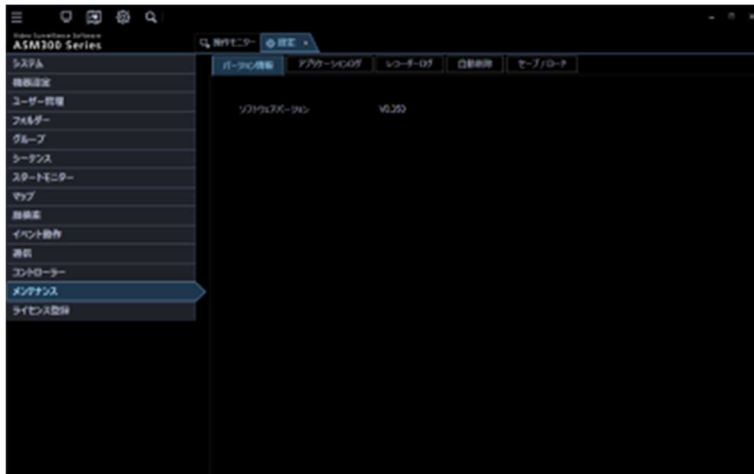 Video Surveillance Software
ASM300 Series
操作モニター 設定 ×
システム
機器設定
ユーザー管理
フォルダー
グループ
シーケンス
スタートモニター
マップ
顔検索
イベント動作
通信
コントローラー
メンテナンス
ライセンス登録
バージョン情報 アプリケーションログ レコーダーログ 自動削除 セーブ/ロード
ソフトウェアバージョン V0.350